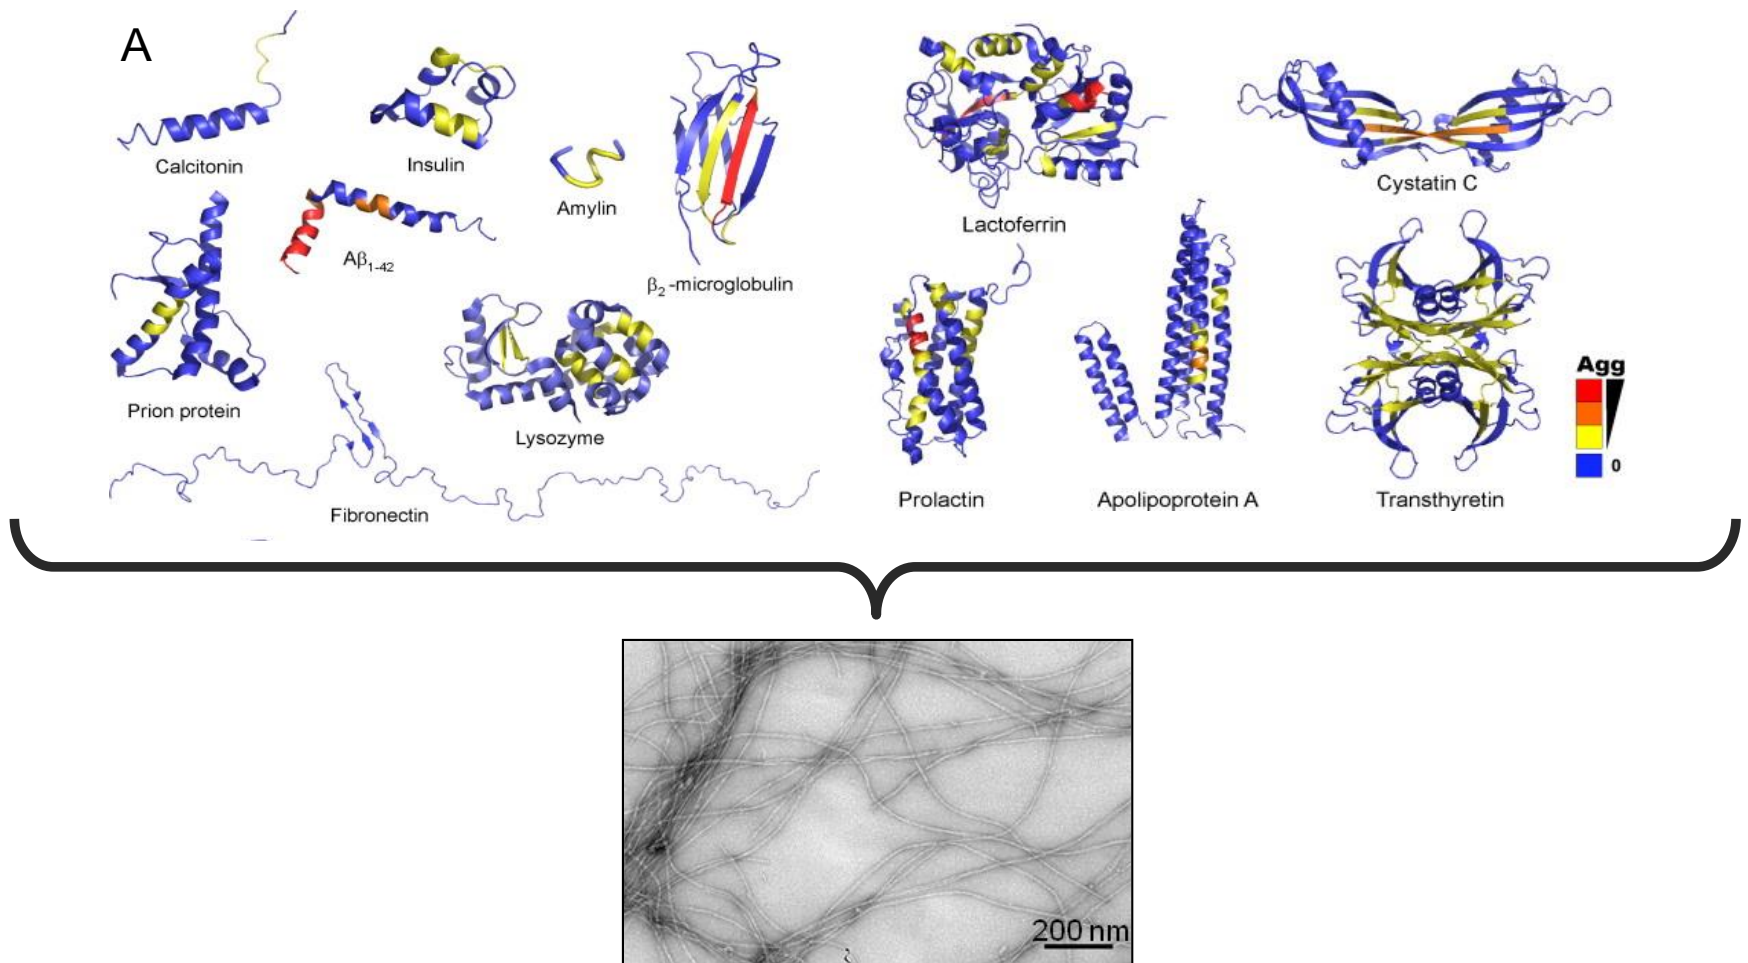 A
Calcitonin
Insulin
Amylin
Aβ1-42
β2-microglobulin
Lactoferrin
Cystatin C
Prion protein
Lysozyme
Fibronectin
Prolactin
Apolipoprotein A
Transthyretin
Agg
0
200 nm